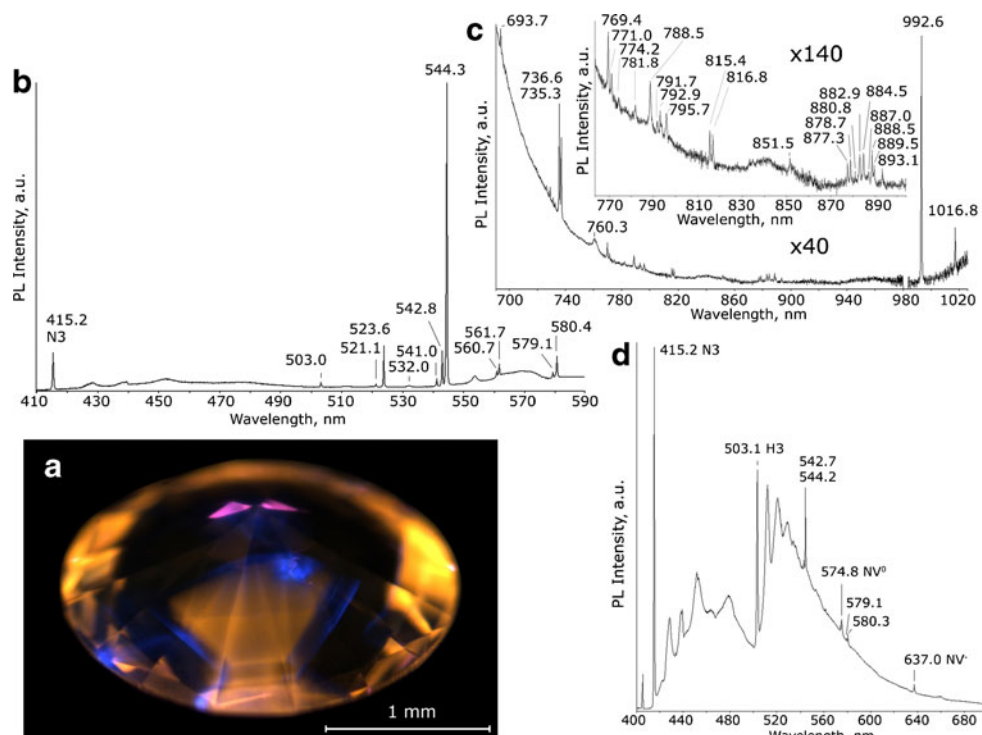 b
PL Intensity, a.u.
415.2
N3
503.0
523.6
521.1
532.0
541.0
542.8
544.3
561.7
560.7
579.1
580.4
410 430 450 470 490 510 530 550 570 590
Wavelength, nm
c
PL Intensity, a.u.
693.7
736.6
735.3
760.3
x40
992.6
1016.8
700 740 780 820 860 900 940 980 1020
Wavelength, nm
PL Intensity, a.u.
769.4
771.0
774.2
781.8
788.5
791.7
792.9
795.7
815.4
816.8
x140
851.5
882.9
880.8
878.7
877.3
884.5
887.0
888.5
889.5
893.1
770 790 810 830 850 870 890
Wavelength, nm
a
1 mm
d
PL Intensity, a.u.
415.2 N3
503.1 H3
542.7
544.2
574.8 NV⁰
579.1
580.3
637.0 NV⁻
400 440 480 520 560 600 640 680
Wavelength, nm